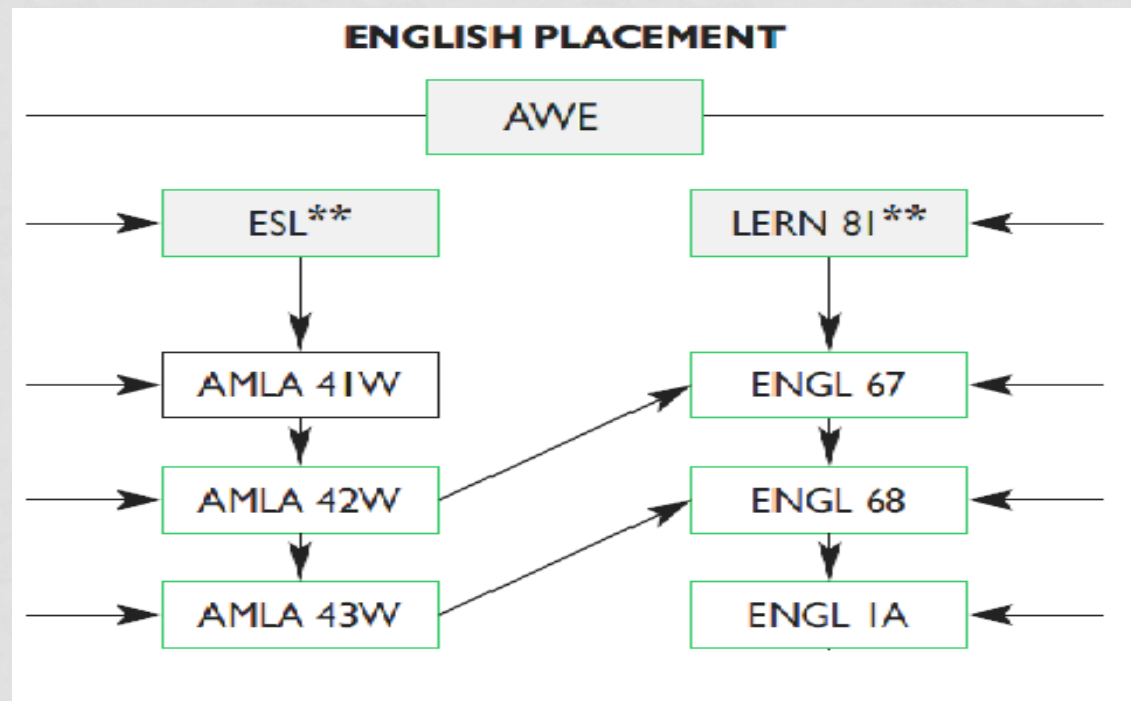 ENGLISH PLACEMENT
AWE
ESL**
LERN 81**
AMLA 41W
ENGL 67
AMLA 42W
ENGL 68
AMLA 43W
ENGL 1A